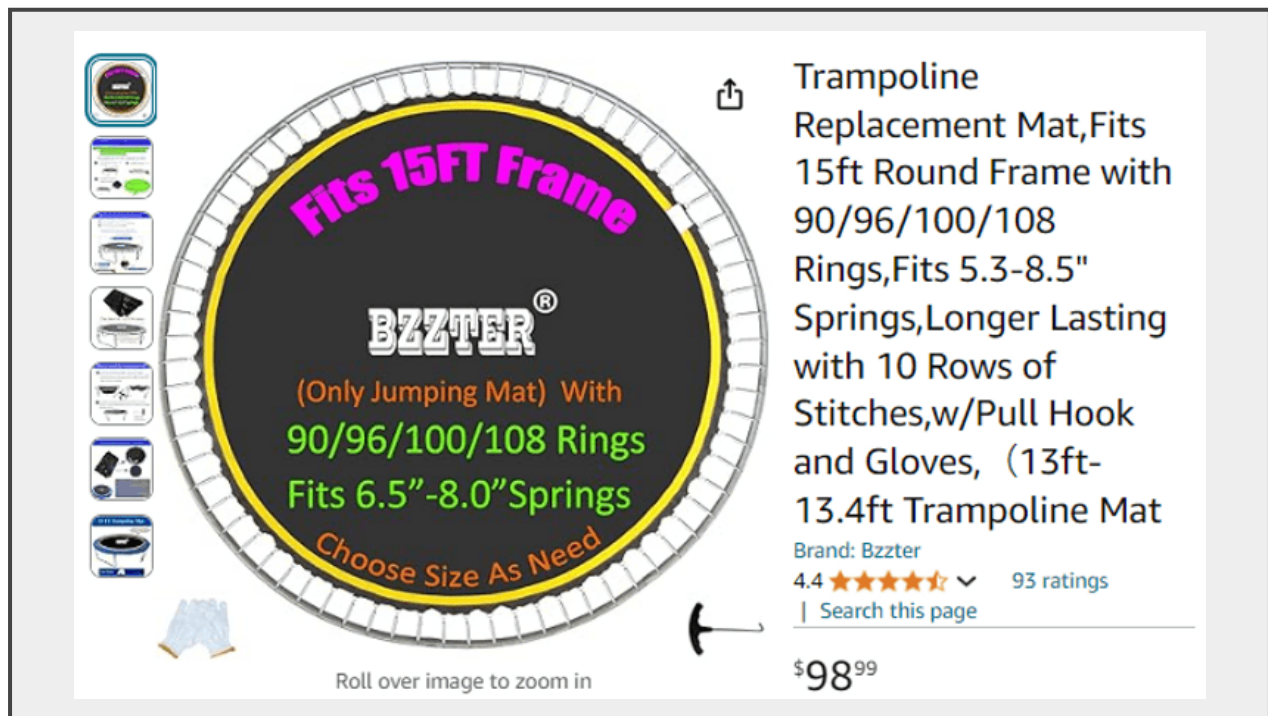 Fits 15FT Frame
BZZTER®
(Only Jumping Mat) With
90/96/100/108 Rings
Fits 6.5”-8.0”Springs
Choose Size As Need
Roll over image to zoom in
Trampoline
Replacement Mat,Fits
15ft Round Frame with
90/96/100/108
Rings,Fits 5.3-8.5"
Springs,Longer Lasting
with 10 Rows of
Stitches,w/Pull Hook
and Gloves,（13ft-
13.4ft Trampoline Mat
Brand: Bzzter
4.4 93 ratings
| Search this page
$9899